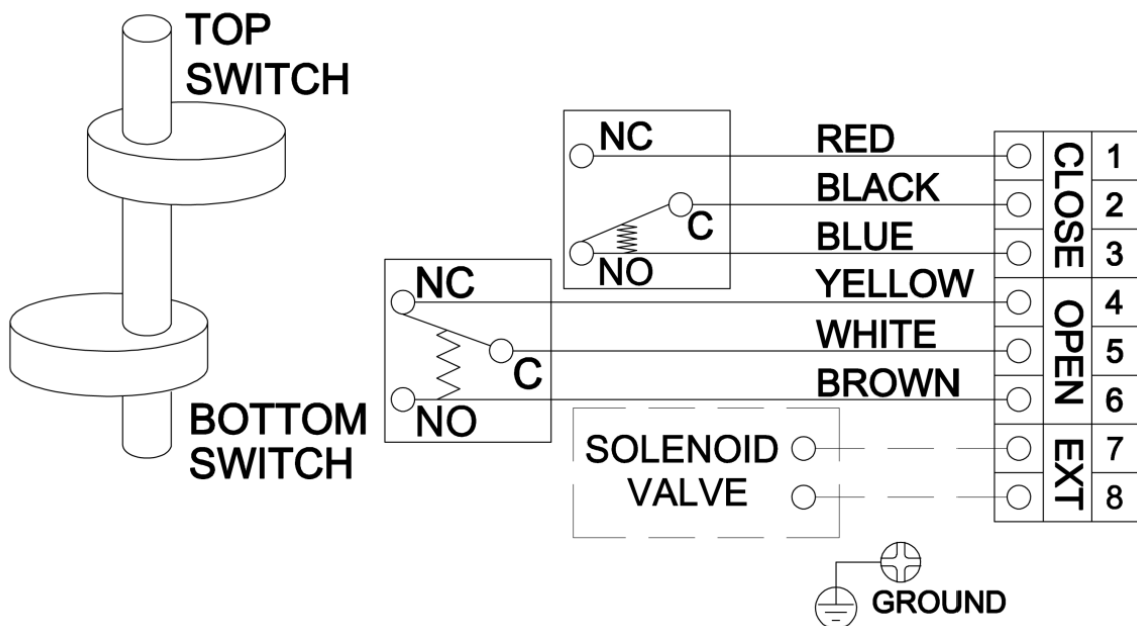 TOP
SWITCH
NC
C
NO
RED
BLACK
BLUE
YELLOW
WHITE
BROWN
CLOSE
OPEN
EXT
1
2
3
4
5
6
7
8
NC
C
NO
BOTTOM
SWITCH
SOLENOID
VALVE
GROUND